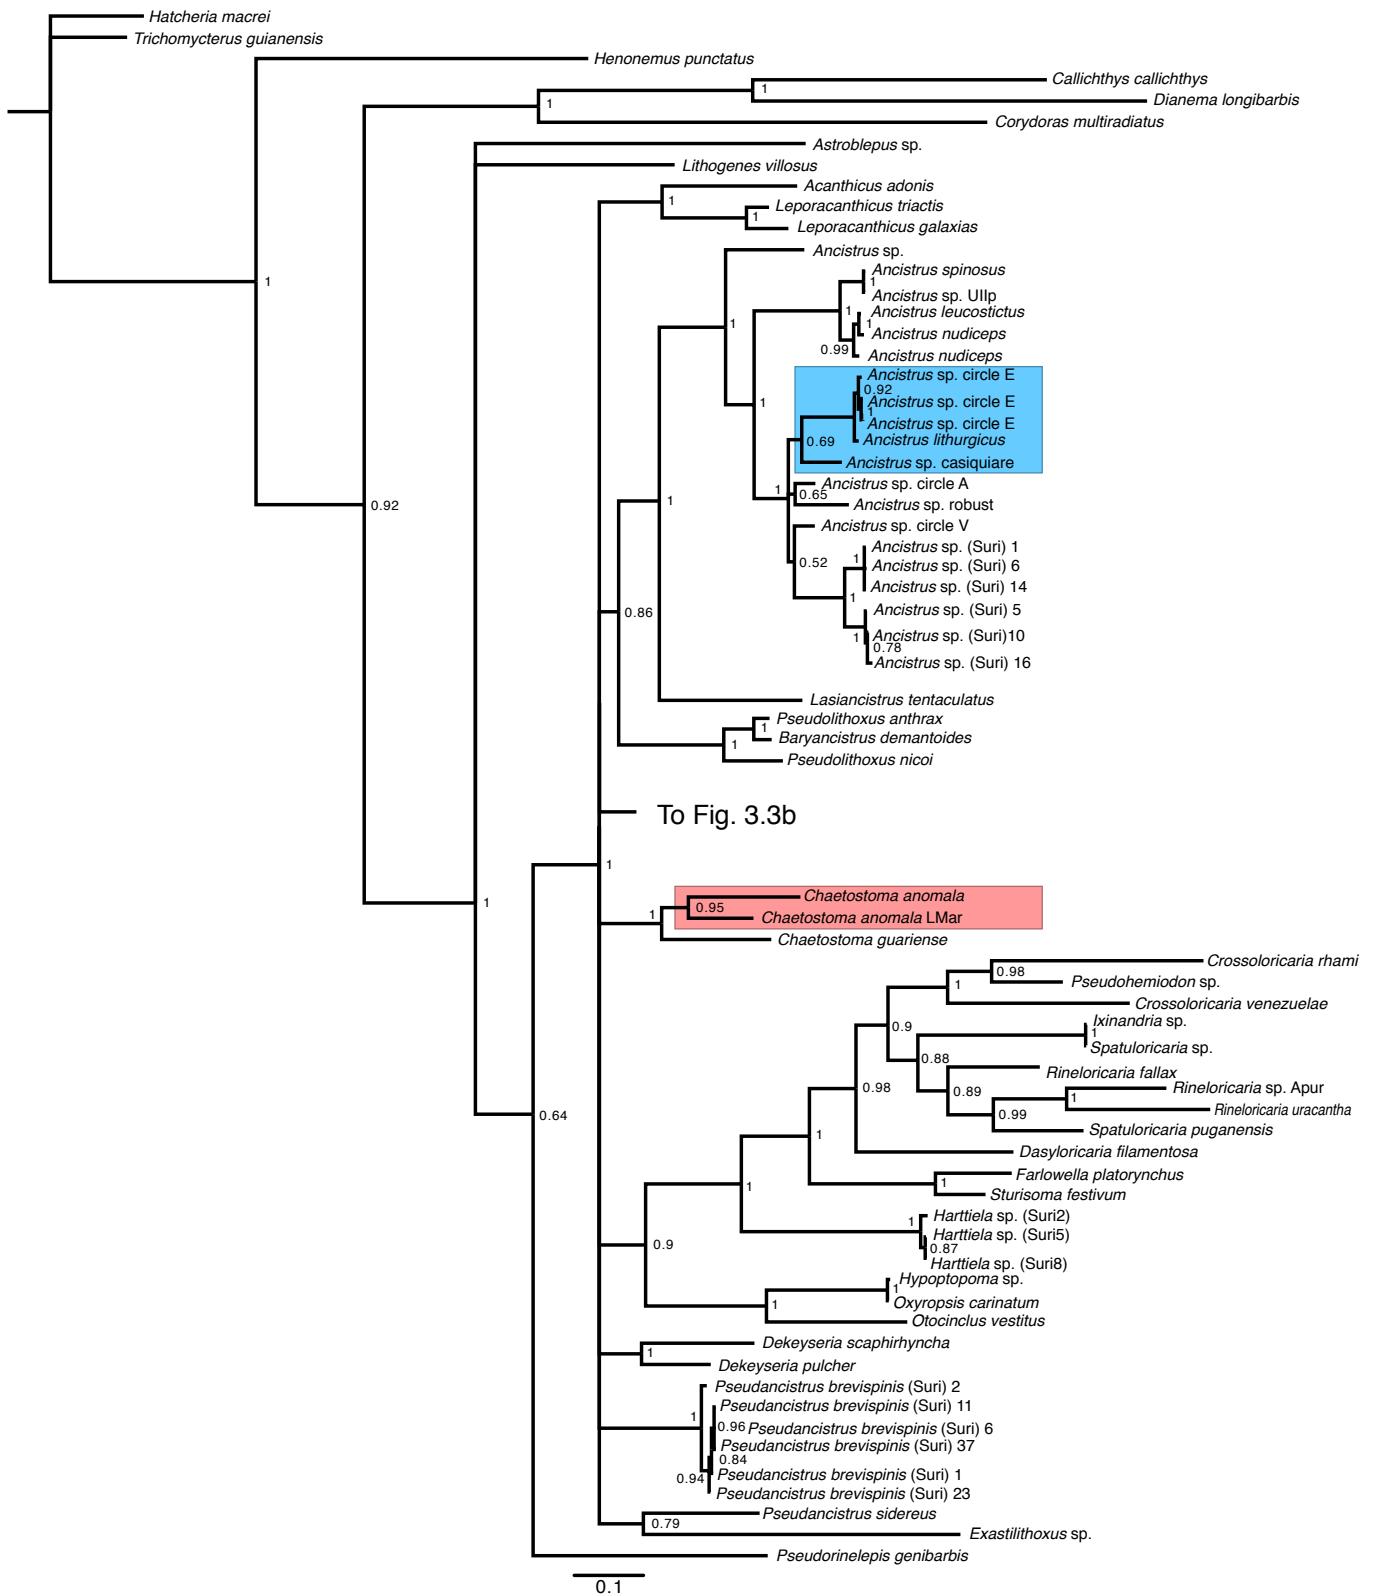 Hatcheria macrei
Trichomycterus guianensis
Henonemus punctatus
Callichthys callichthys
1
Dianema longibarbis
1
Corydoras multiradiatus
Astroblepus sp.
Lithogenes villosus
Acanthicus adonis
1
Leporacanthicus triactis
1
Leporacanthicus galaxias
Ancistrus sp.
Ancistrus spinosus
1
1
Ancistrus sp. UIIp
Ancistrus leucostictus
1
1
1
Ancistrus nudiceps
0.99
Ancistrus nudiceps
Ancistrus sp. circle E
0.92
Ancistrus sp. circle E
1
1
Ancistrus sp. circle E
Ancistrus lithurgicus
0.69
Ancistrus sp. casiquiare
Ancistrus sp. circle A
1
0.65
1
Ancistrus sp. robust
0.92
Ancistrus sp. circle V
Ancistrus sp. (Suri) 1
1
0.52
Ancistrus sp. (Suri) 6
Ancistrus sp. (Suri) 14
1
0.86
Ancistrus sp. (Suri) 5
Ancistrus sp. (Suri)10
1
0.78
Ancistrus sp. (Suri) 16
Lasiancistrus tentaculatus
Pseudolithoxus anthrax
1
Baryancistrus demantoides
1
Pseudolithoxus nicoi
To Fig. 3.3b
1
Chaetostoma anomala
1
0.95
1
Chaetostoma anomala LMar
Chaetostoma guariense
Crossoloricaria rhami
0.98
Pseudohemiodon sp.
1
Crossoloricaria venezuelae
Ixinandria sp.
0.9
1
Spatuloricaria sp.
0.88
Rineloricaria fallax
0.98
0.89
Rineloricaria sp. Apur
1
Rineloricaria uracantha
0.64
0.99
Spatuloricaria puganensis
1
Dasyloricaria filamentosa
Farlowella platorynchus
1
1
Sturisoma festivum
Harttiela sp. (Suri2)
1
Harttiela sp. (Suri5)
0.9
0.87
Harttiela sp. (Suri8)
Hypoptopoma sp.
1
1
Oxyropsis carinatum
Otocinclus vestitus
Dekeyseria scaphirhyncha
1
Dekeyseria pulcher
Pseudancistrus brevispinis (Suri) 2
Pseudancistrus brevispinis (Suri) 11
1
0.96
Pseudancistrus brevispinis (Suri) 6
Pseudancistrus brevispinis (Suri) 37
0.84
Pseudancistrus brevispinis (Suri) 1
0.94
Pseudancistrus brevispinis (Suri) 23
Pseudancistrus sidereus
0.79
Exastilithoxus sp.
Pseudorinelepis genibarbis
0.1